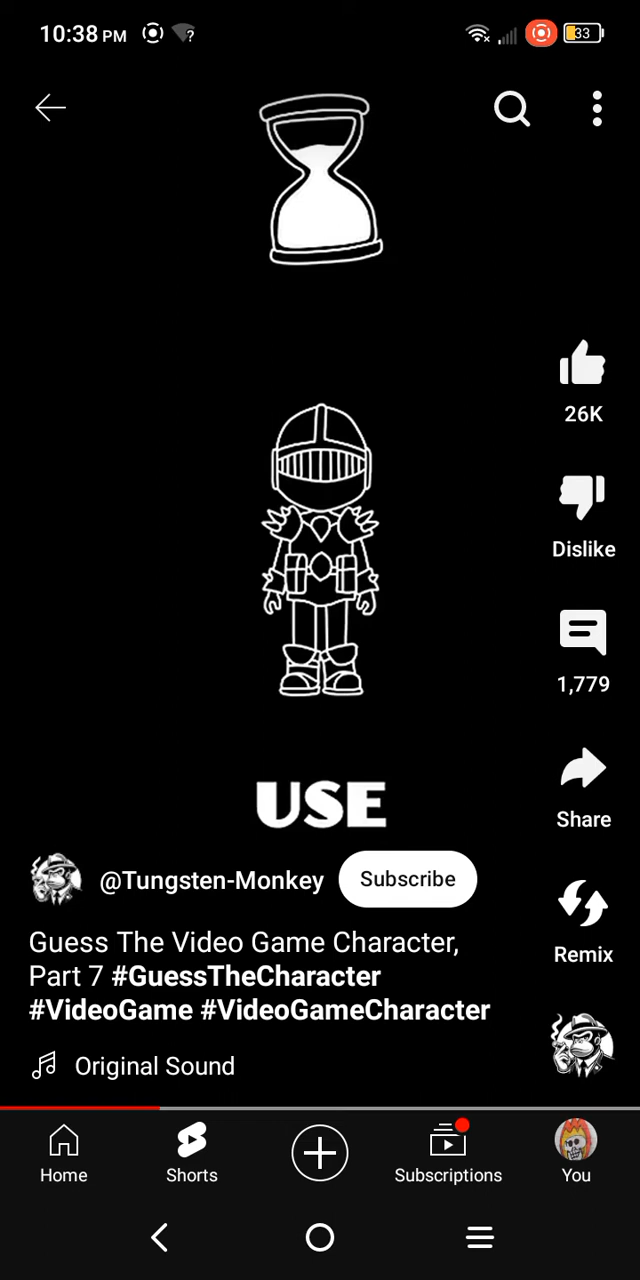 10:38 PM
33
26K
Dislike
1,779
Share
USE
@Tungsten-Monkey
Subscribe
Remix
Guess The Video Game Character,
Part 7 #GuessTheCharacter
#VideoGame #VideoGameCharacter
Original Sound
Home
Shorts
Subscriptions
You